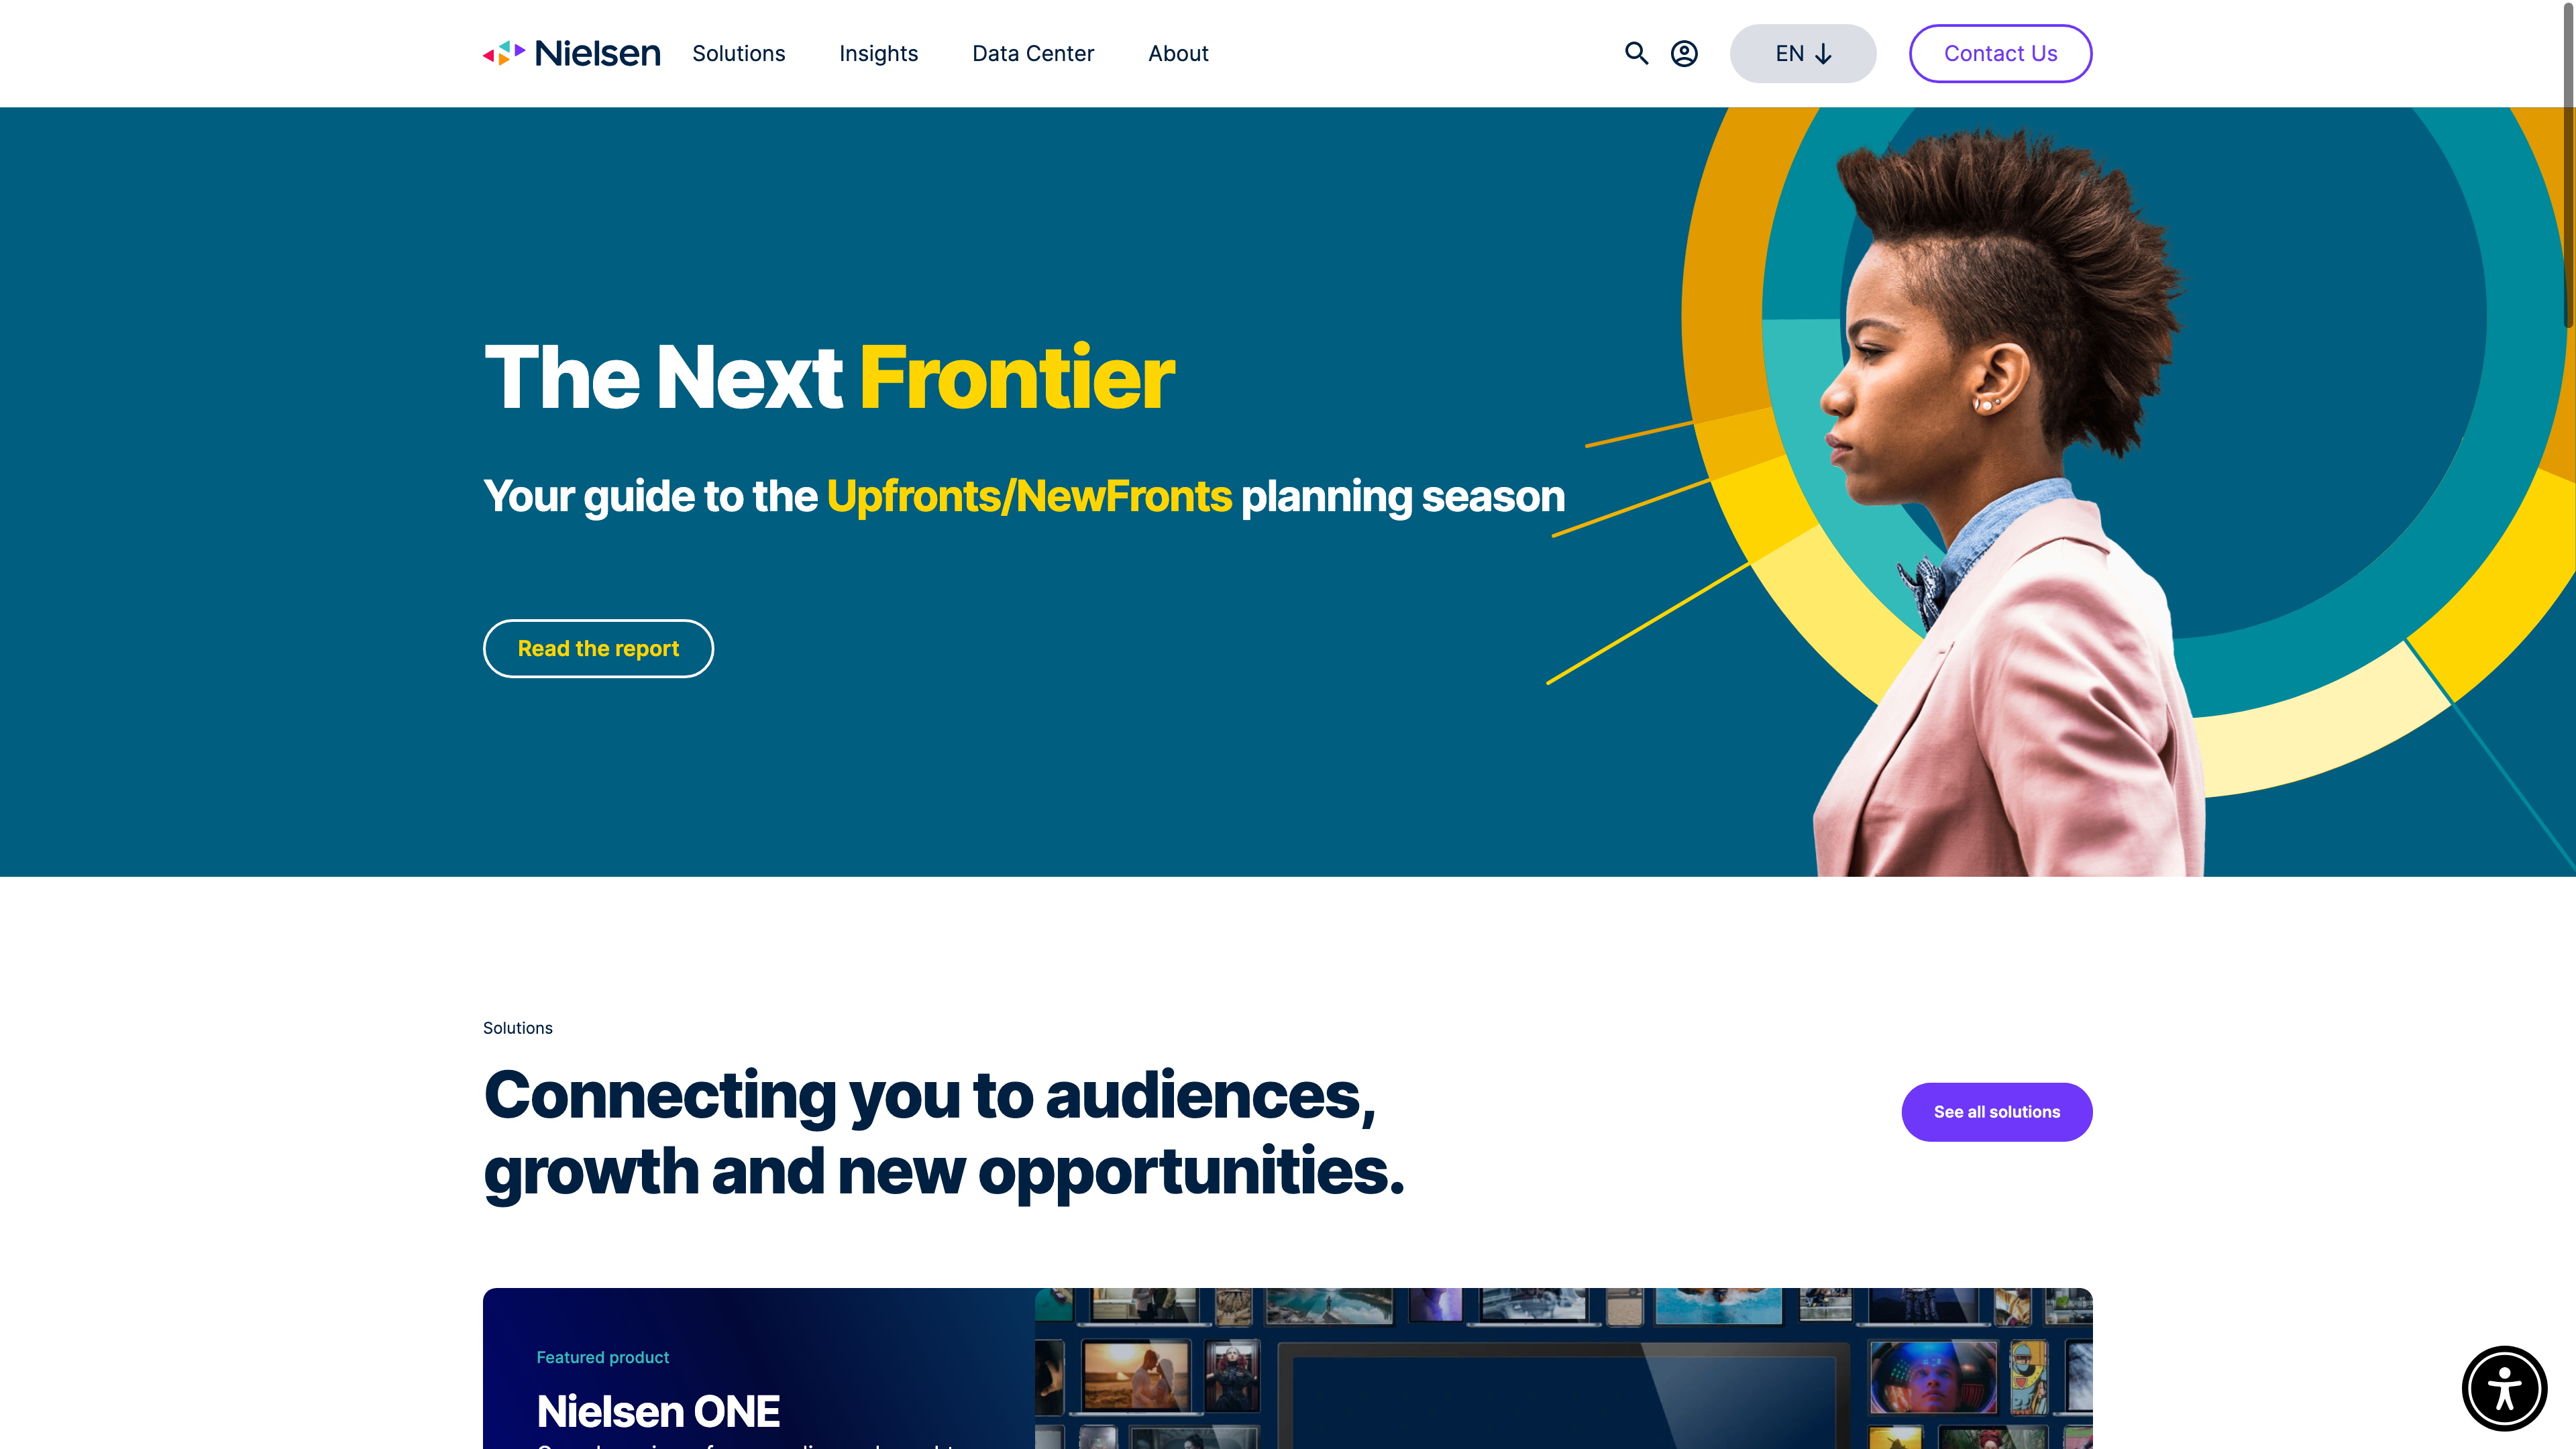 Nielsen
Solutions
Insights
Data Center
About
EN
Contact Us
The Next Frontier
Your guide to the Upfronts/NewFronts planning season
Read the report
Solutions
Connecting you to audiences,
growth and new opportunities.
See all solutions
Featured product
Nielsen ONE